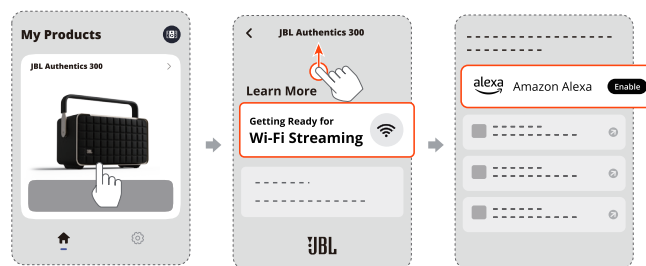 My Products
JBL Authentics 300
JBL
JBL Authentics 300
Learn More
Getting Ready for
Wi-Fi Streaming
JBL
alexa
Amazon Alexa
Enable